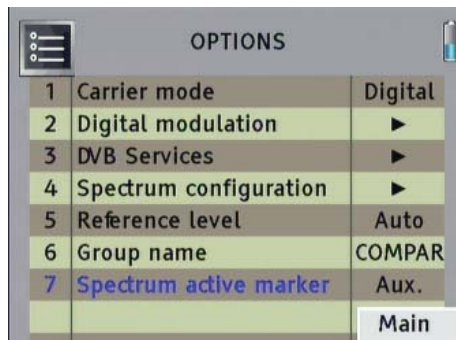 OPTIONS
1 Carrier mode Digital
2 Digital modulation ►
3 DVB Services ►
4 Spectrum configuration ►
5 Reference level Auto
6 Group name COMPAR
7 Spectrum active marker Aux.
Main